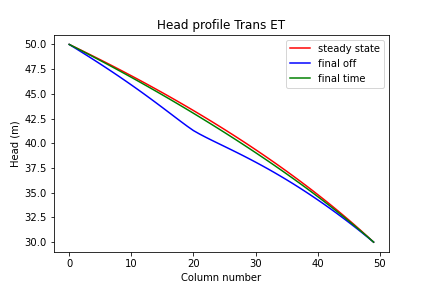 Head profile Trans ET
steady state
final off
final time
50.0
47.5
45.0
42.5
40.0
37.5
35.0
32.5
30.0
Head (m)
0 10 20 30 40 50
Column number